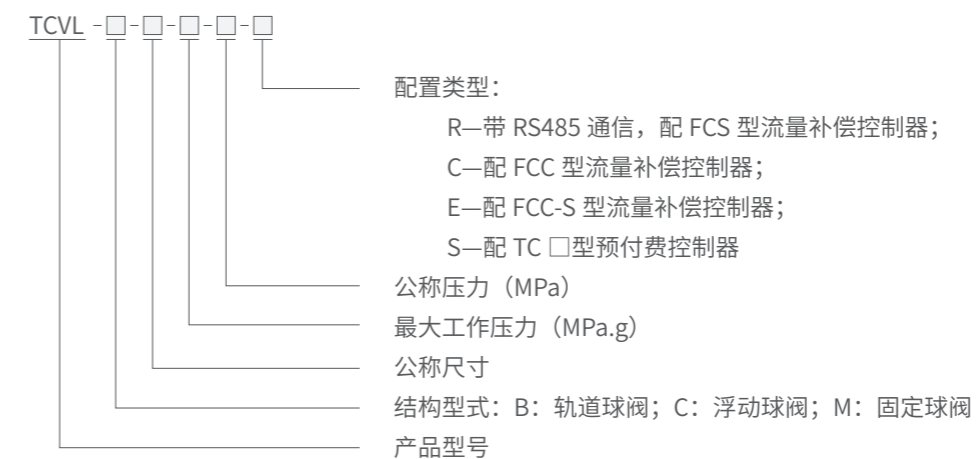 TCVL -□-□-□-□-□
配置类型：
R—带 RS485 通信，配 FCS 型流量补偿控制器；
C—配 FCC 型流量补偿控制器；
E—配 FCC-S 型流量补偿控制器；
S—配 TC □型预付费控制器
公称压力（MPa）
最大工作压力（MPa.g）
公称尺寸
结构型式：B：轨道球阀；C：浮动球阀；M：固定球阀
产品型号